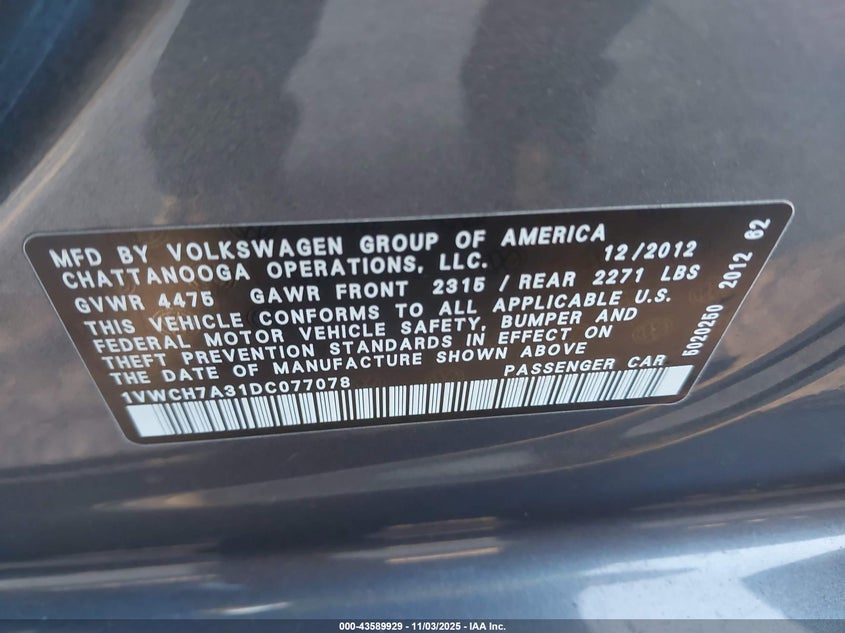 MFD BY VOLKSWAGEN GROUP OF AMERICA
CHATTANOOGA OPERATIONS, LLC. 12/2012
GVWR 4475 GAWR FRONT 2315 / REAR 2271 LBS
THIS VEHICLE CONFORMS TO ALL APPLICABLE U.S.
FEDERAL MOTOR VEHICLE SAFETY, BUMPER AND
THEFT PREVENTION STANDARDS IN EFFECT ON
THE DATE OF MANUFACTURE SHOWN ABOVE
1VWCH7A31DC077078 PASSENGER CAR
5020250 2012 62
000-43589929 - 11/03/2025 - IAA Inc.